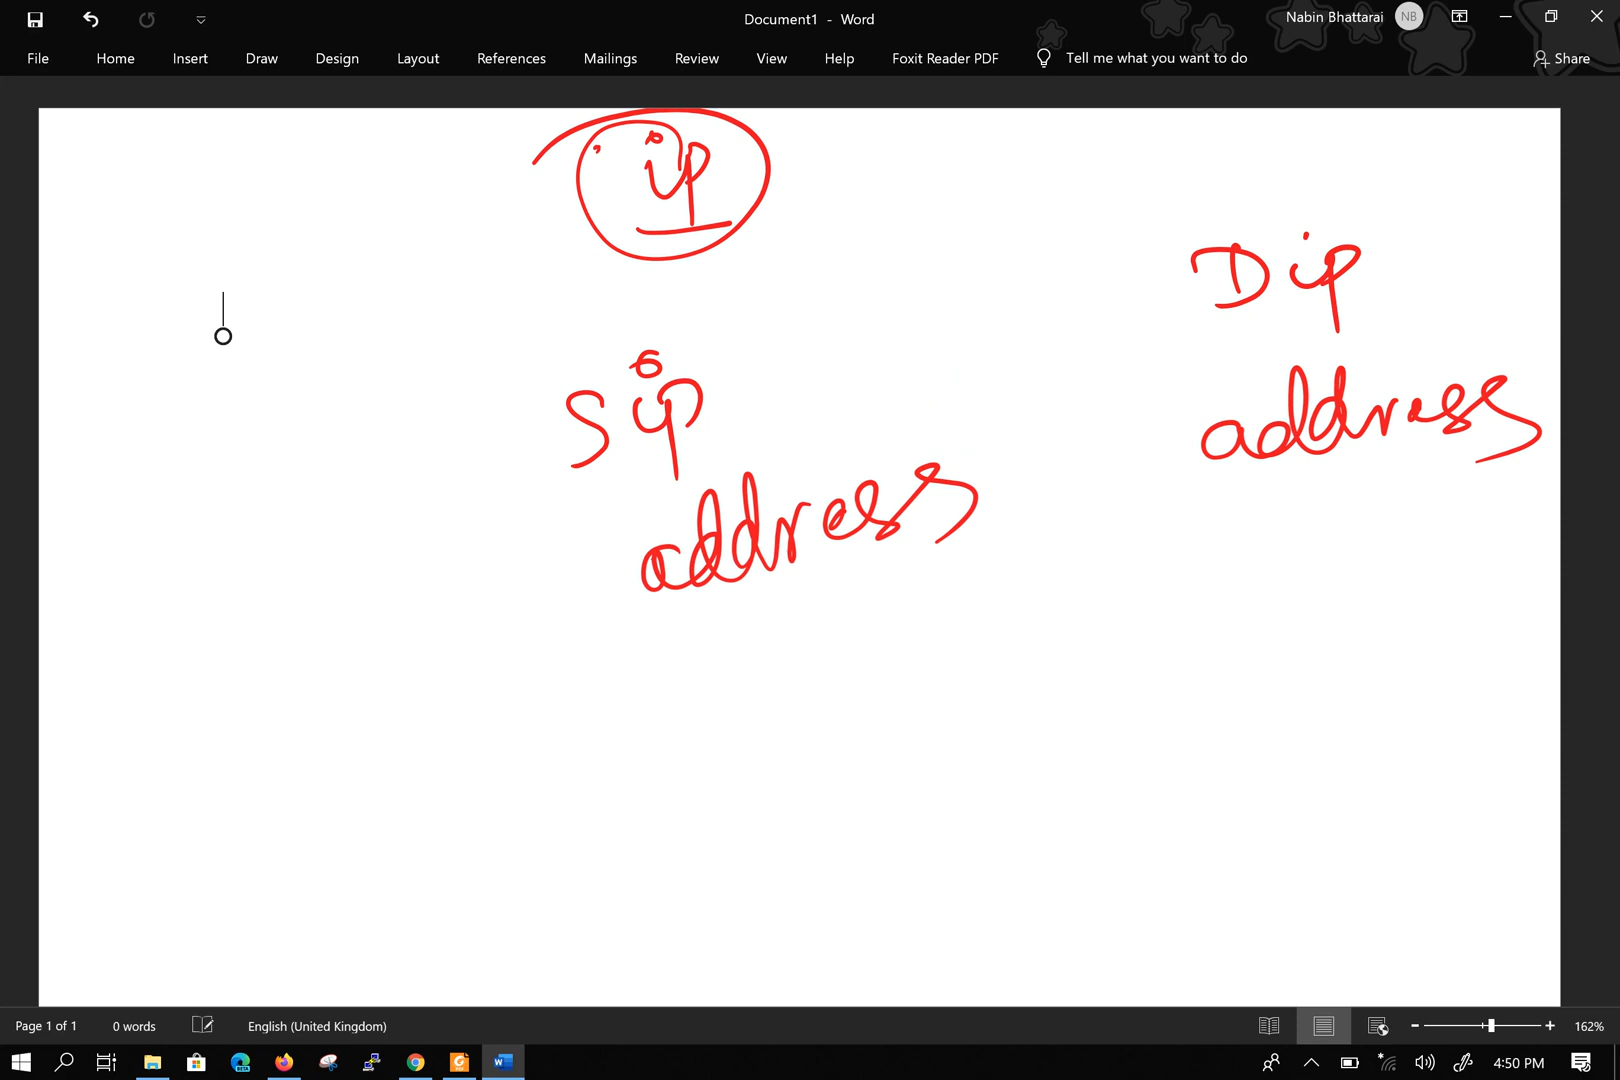 Document1 - Word
Nabin Bhattarai NB
File Home Insert Draw Design Layout References Mailings Review View Help Foxit Reader PDF Tell me what you want to do Share
ip
Dip
address
Sip
address
Page 1 of 1 0 words English (United Kingdom) 162%
4:50 PM